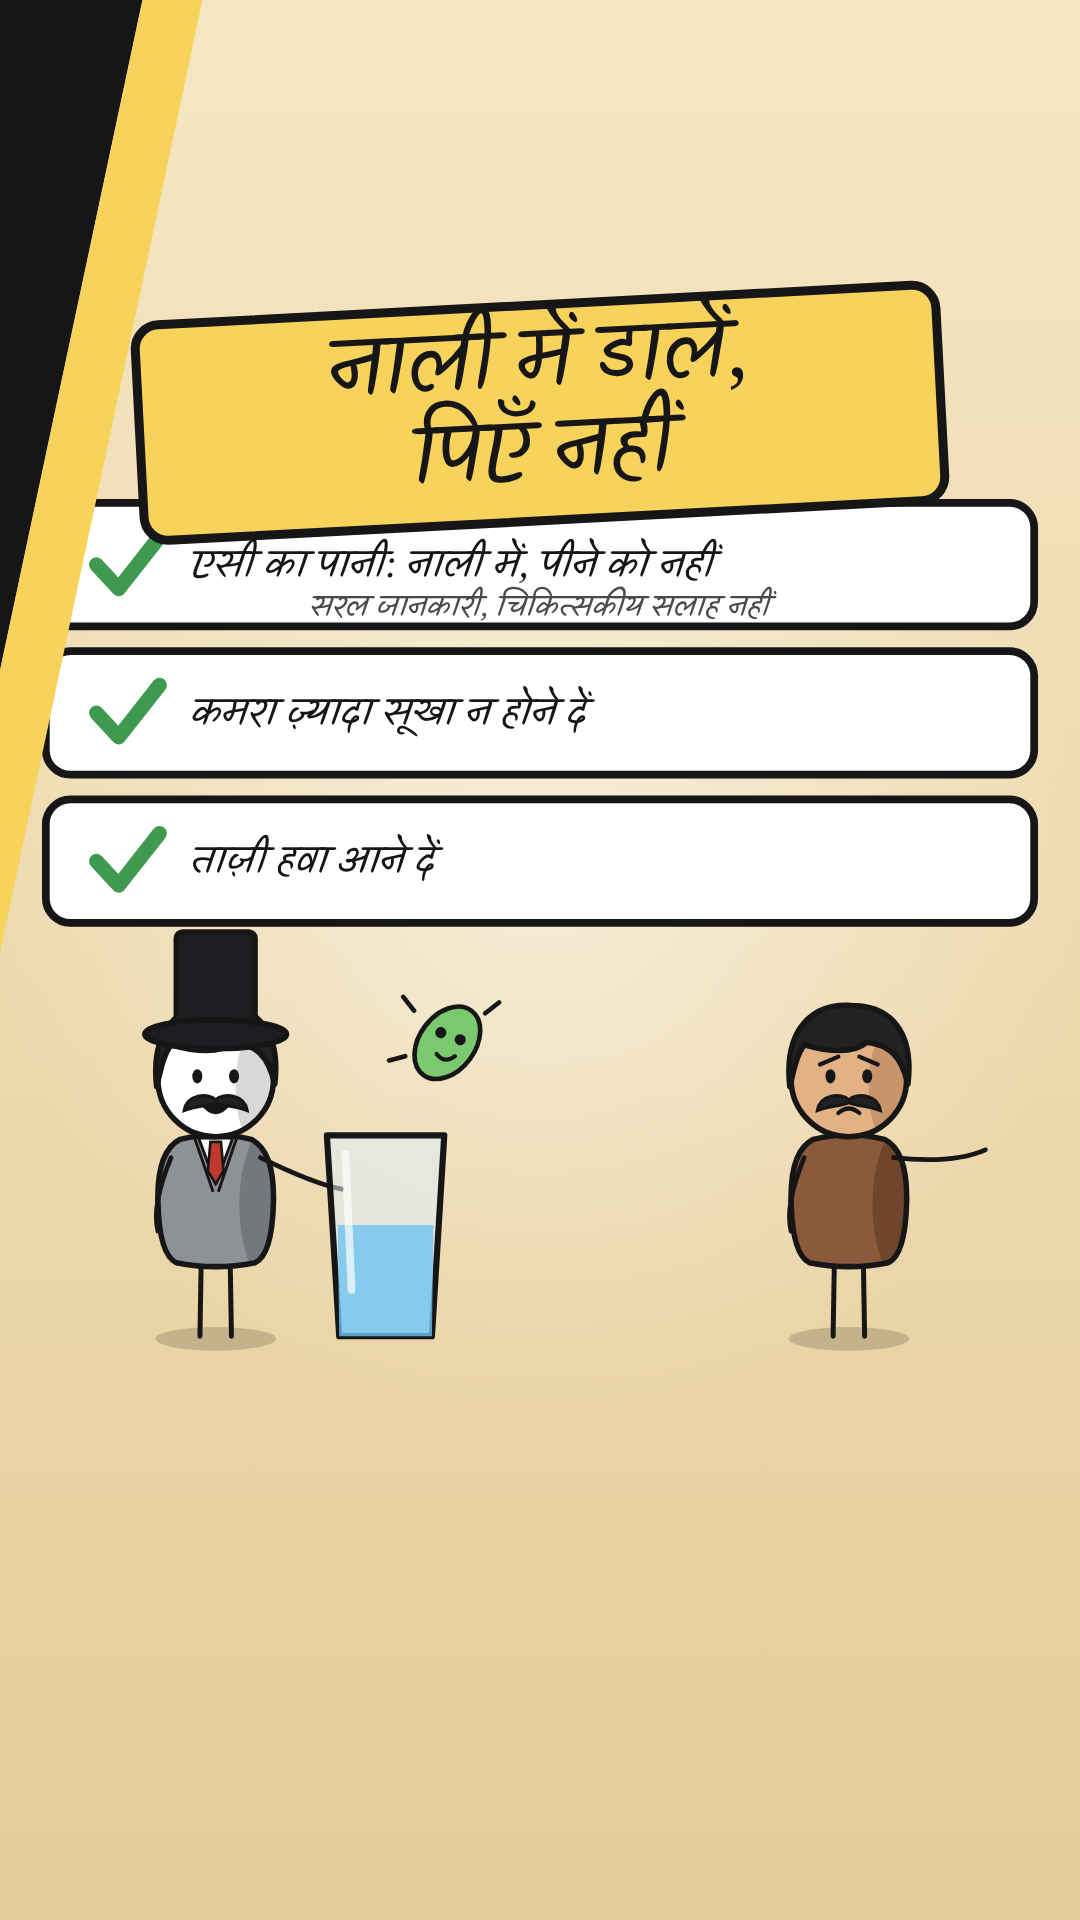 नाली में डालें,
पिएँ नहीं
एसी का पानी: नाली में, पीने को नहीं
सरल जानकारी, चिकित्सकीय सलाह नहीं
कमरा ज़्यादा सूखा न होने दें
ताज़ी हवा आने दें